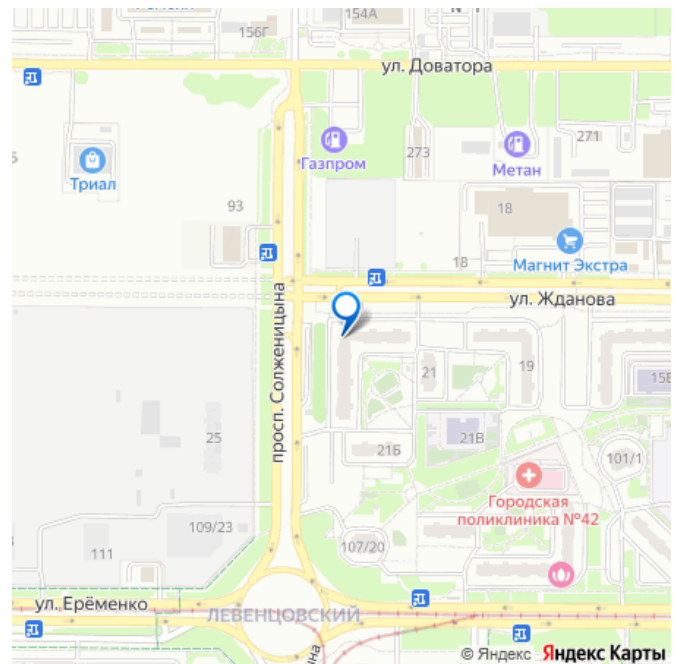 154А
156Г
ул. Доватора
Газпром
273
Метан
271
Триал
93
18
18
Магнит Экстра
ул. Жданова
просп. Солженицына
21
19
25
21Б
21В
101/1
Городская
поликлиника №42
109/23
111
107/20
ул. Ерёменко
ЛЕВЕНЦОВСКИЙ
© Яндекс Яндекс Карты